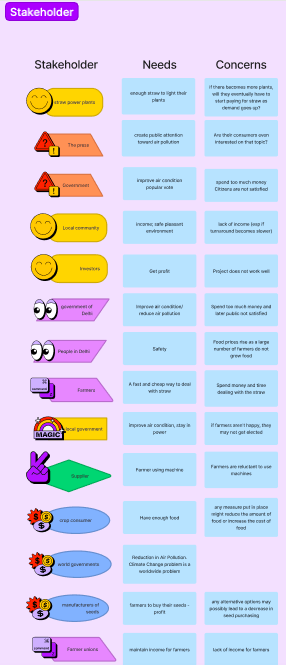 Stakeholder
Stakeholder Needs Concerns
straw power plants
enough straw to light their
plants
If there becomes more plants,
will they eventually have to
start paying for straw as
demand goes up?
The press
create public attention
toward air pollution
Are their consumers even
interested on that topic?
Government
improve air condition
popular vote
spend too much money
Citizens are not satisfied
Local community
income; safe pleasant
environment
lack of income (esp if
turnaround becomes slower)
Investors
Get profit
Project does not work well
government of
Delhi
improve air condition/
reduce air pollution
Spend too much money and
later public not satisfied
People in Delhi
Safety
Food prices rise as a large
number of farmers do not
grow food
Farmers
A fast and cheap way to deal
with straw
Spend money and time
dealing with the straw
MAGIC
local government
improve air condition, stay in
power
if farmers aren't happy, they
may not get elected
Supplier
Farmer using machine
Farmers are reluctant to use
machines
crop consumer
Have enough food
any measure put in place
might reduce the amount of
food or increase the cost of
food
world governments
Reduction in Air Pollution
Climate Change problem is a
worldwide problem
manufacturers of
seeds
farmers to buy their seeds -
profit
any alternative options may
possibly lead to a decrease in
seed purchasing
Farmer unions
maintain income for farmers
lack of income for farmers